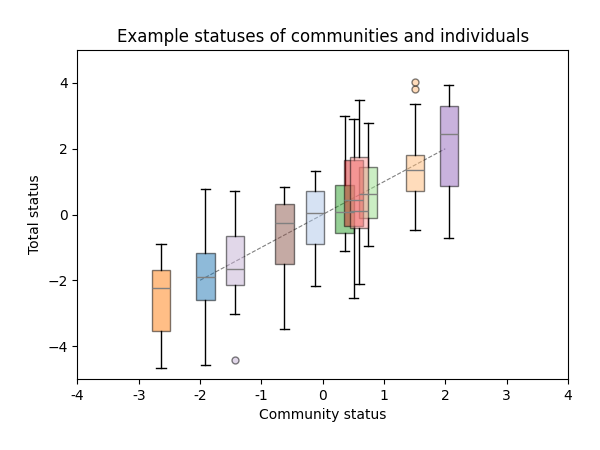 Example statuses of communities and individuals
4
2
0
−2
−4
Total status
-4 -3 -2 -1 0 1 2 3 4
Community status